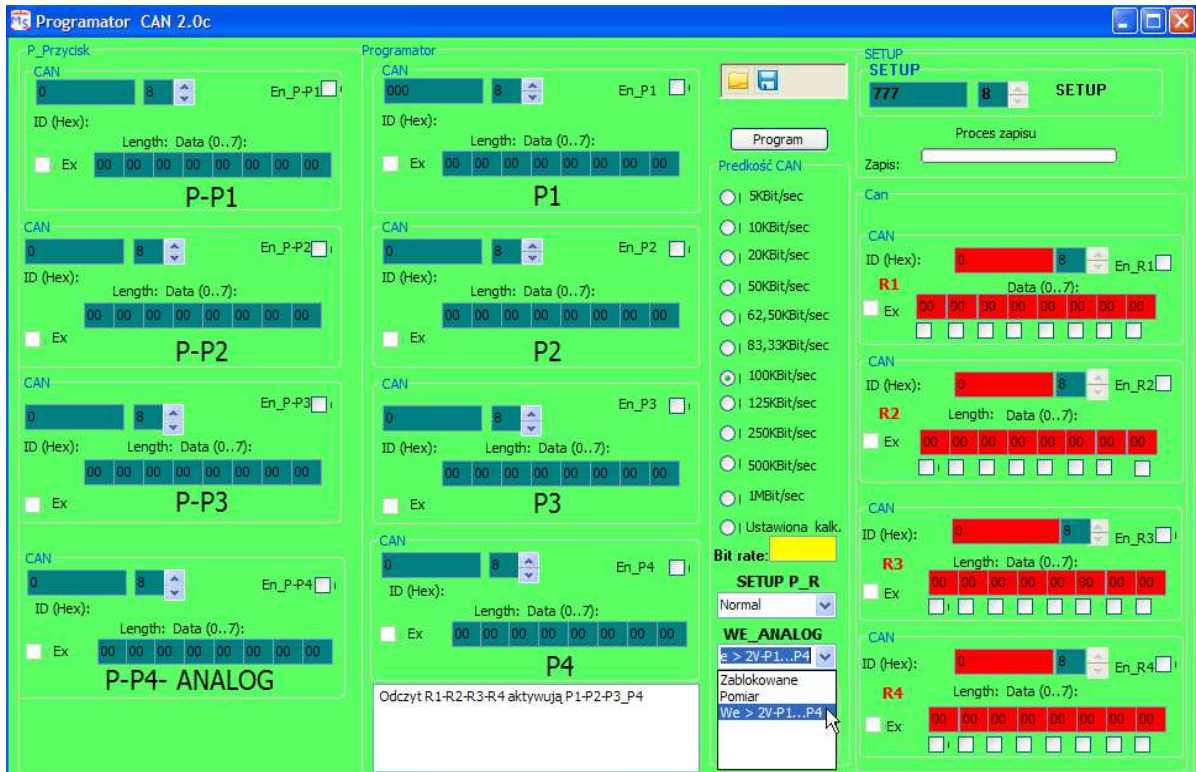 Programator CAN 2.0c
P_Przycisk
CAN
0 8 En_P-P1
ID (Hex):
Length: Data (0..7):
Ex 00 00 00 00 00 00 00 00
P-P1
CAN
0 8 En_P-P2
ID (Hex):
Length: Data (0..7):
00 00 00 00 00 00 00 00
Ex
P-P2
CAN
0 8 En_P-P3
ID (Hex): Length: Data (0..7):
00 00 00 00 00 00 00 00
Ex
P-P3
CAN
0 8 En_P-P4
ID (Hex):
Length: Data (0..7):
Ex 00 00 00 00 00 00 00 00
P-P4- ANALOG
Programator
CAN
000 8 En_P1
ID (Hex):
Length: Data (0..7):
Ex 00 00 00 00 00 00 00 00
P1
CAN
0 8 En_P2
ID (Hex):
Length: Data (0..7):
00 00 00 00 00 00 00 00
Ex
P2
CAN
0 8 En_P3
ID (Hex): Length: Data (0..7):
00 00 00 00 00 00 00 00
Ex
P3
CAN
0 8 En_P4
ID (Hex):
Length: Data (0..7):
Ex 00 00 00 00 00 00 00 00
P4
Odczyt R1-R2-R3-R4 aktywują P1-P2-P3_P4
Program
Predkość CAN
5KBit/sec
10KBit/sec
20KBit/sec
50KBit/sec
62,50KBit/sec
83,33KBit/sec
100KBit/sec
125KBit/sec
250KBit/sec
500KBit/sec
1MBit/sec
Ustawiona kalk.
Bit rate:
SETUP P_R
Normal
WE_ANALOG
e > 2V-P1...P4
Zablokowane
Pomiar
We > 2V-P1...P4
SETUP
SETUP
777 8 SETUP
Proces zapisu
Zapis:
Can
CAN
ID (Hex): 0 8 En_R1
R1 Data (0..7):
Ex 00 00 00 00 00 00 00 00
CAN
ID (Hex): 0 8 En_R2
R2 Length: Data (0..7):
Ex 00 00 00 00 00 00 00 00
CAN
ID (Hex): 0 8 En_R3
R3 Length: Data (0..7):
Ex 00 00 00 00 00 00 00 00
CAN
ID (Hex): 0 8 En_R4
R4 Length: Data (0..7):
Ex 00 00 00 00 00 00 00 00